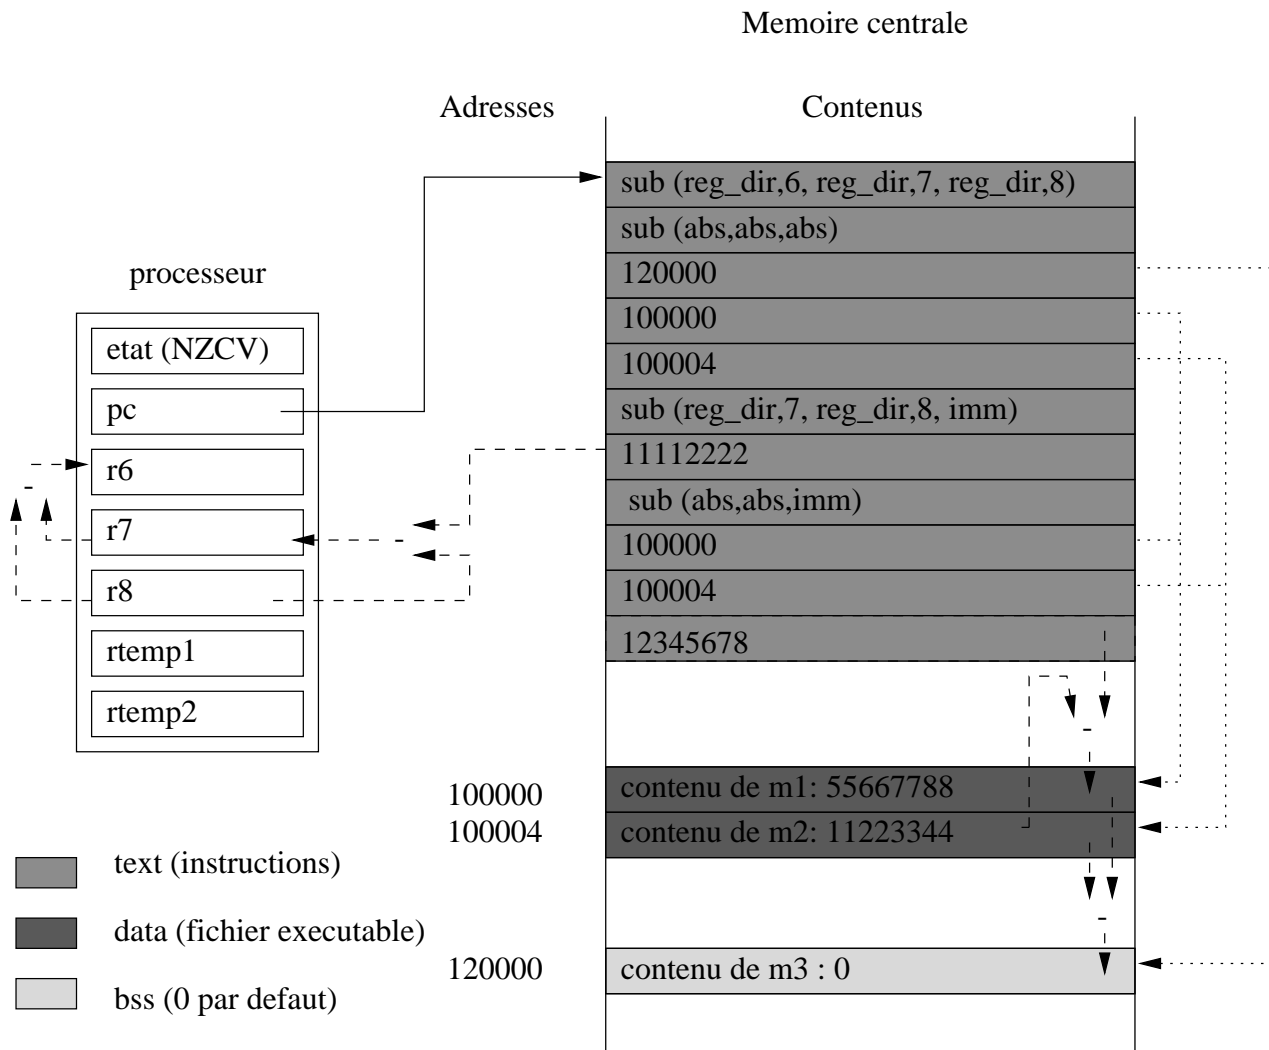 Memoire centrale
Adresses
Contenus
sub (reg_dir,6, reg_dir,7, reg_dir,8)
sub (abs,abs,abs)
120000
100000
100004
sub (reg_dir,7, reg_dir,8, imm)
11112222
sub (abs,abs,imm)
100000
100004
12345678
processeur
etat (NZCV)
pc
r6
-
r7
-
r8
rtemp1
rtemp2
-
100000
contenu de m1: 55667788
100004
contenu de m2: 11223344
-
120000
contenu de m3 : 0
text (instructions)
data (fichier executable)
bss (0 par defaut)